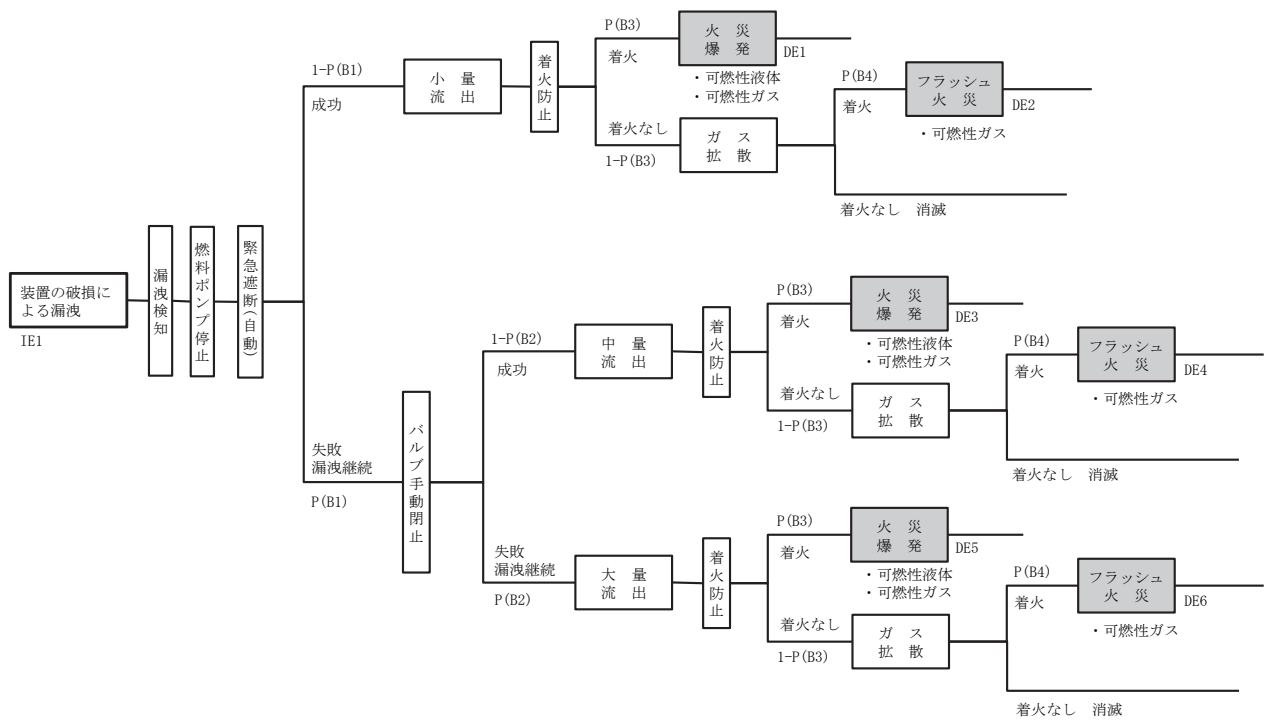 装置の破損に
よる漏洩
IE1
漏洩検知
燃料ポンプ停止
緊急遮断(自動)
1-P(B1)
成功
小 量
流 出
着火防止
P(B3)
着火
火 災
爆 発
DE1
・可燃性液体
・可燃性ガス
着火なし
1-P(B3)
ガ ス
拡 散
P(B4)
着火
フラッシュ
火 災
DE2
・可燃性ガス
着火なし 消滅
失敗
漏洩継続
P(B1)
バルブ手動閉止
1-P(B2)
成功
中 量
流 出
着火防止
P(B3)
着火
火 災
爆 発
DE3
・可燃性液体
・可燃性ガス
着火なし
1-P(B3)
ガ ス
拡 散
P(B4)
着火
フラッシュ
火 災
DE4
・可燃性ガス
着火なし 消滅
失敗
漏洩継続
P(B2)
大 量
流 出
着火防止
P(B3)
着火
火 災
爆 発
DE5
・可燃性液体
・可燃性ガス
着火なし
1-P(B3)
ガ ス
拡 散
P(B4)
着火
フラッシュ
火 災
DE6
・可燃性ガス
着火なし 消滅